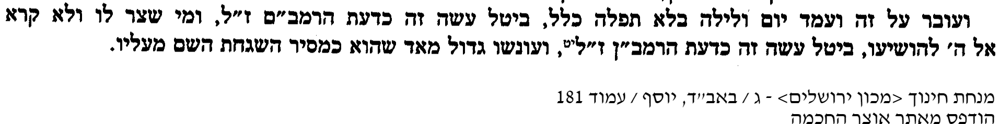 ועובר על זה ועמד יום ולילה בלא תפלה כלל, ביטל עשה זה כדעת הרמב״ם ז״ל, ומי שצר לו ולא קרא
אל ה׳ להושיעו, ביטל עשה זה כדעת הרמב״ן ז״ליט, ועונשו גדול מאד שהוא כמסיר השגחת השם מעליו.
מנחת חינוך <מכון ירושלים> - ג / באב״ד, יוסף / עמוד 181
הודפס מאתר אוצר החכמה